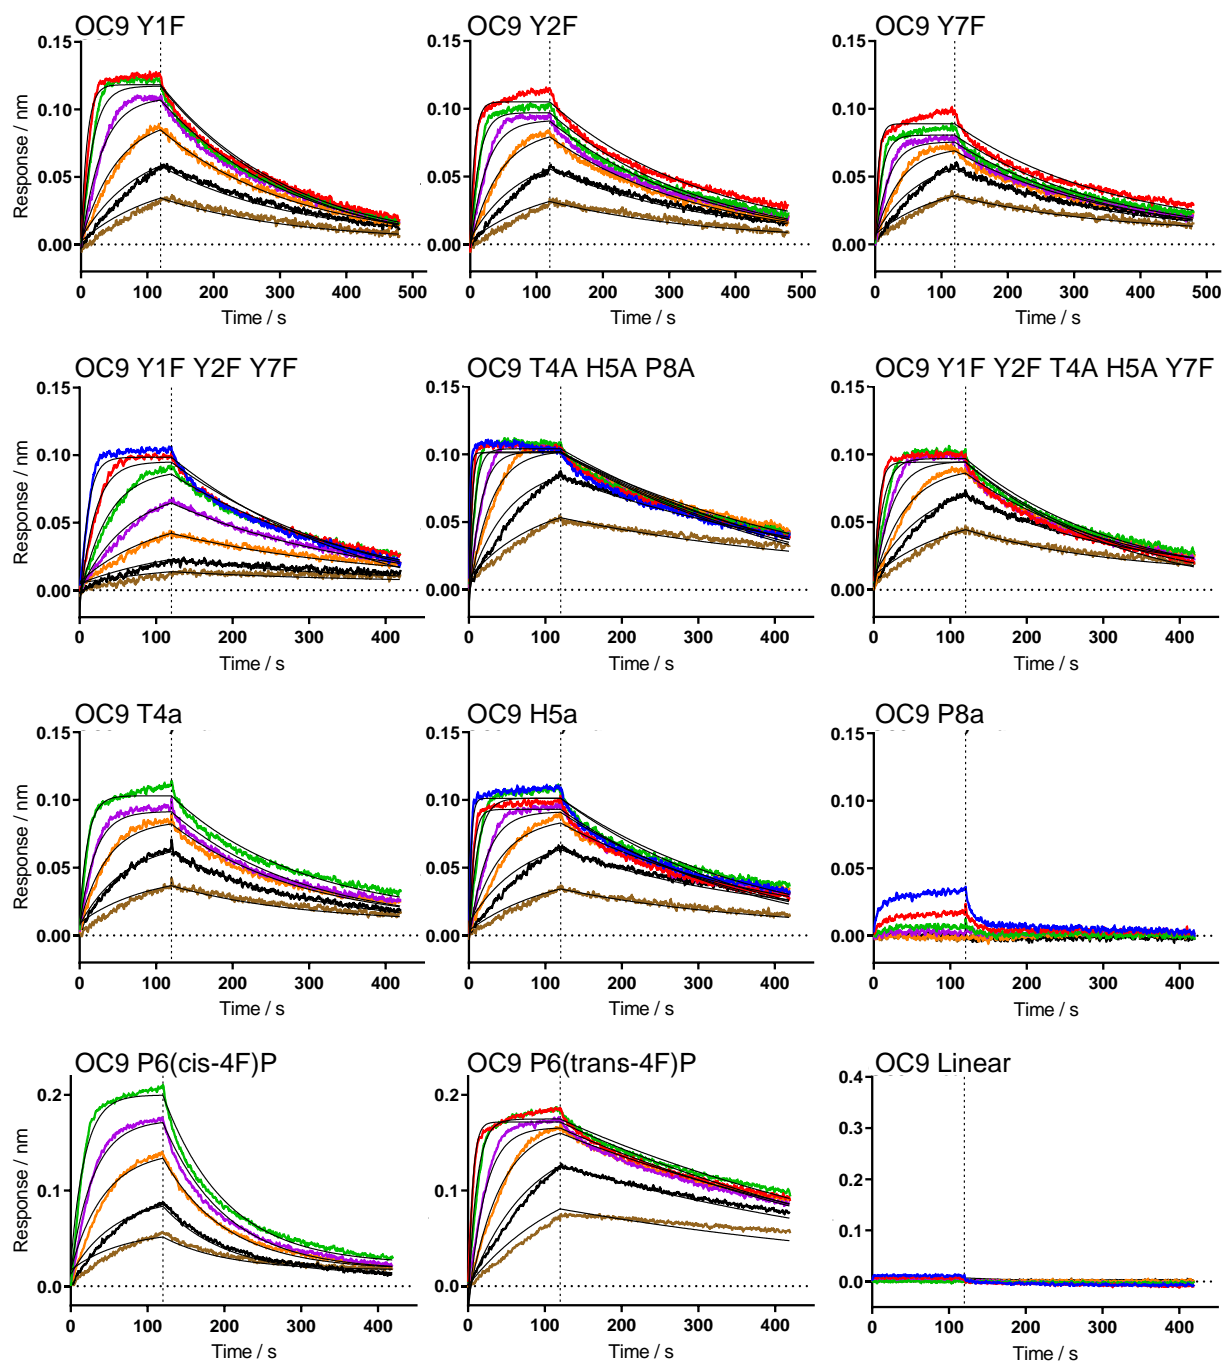 OC9 Y1F
OC9 Y2F
OC9 Y7F
0.15
0.10
0.05
0.00
Response / nm
0 100 200 300 400 500
Time / s
0.15
0.10
0.05
0.00
0 100 200 300 400 500
Time / s
0.15
0.10
0.05
0.00
0 100 200 300 400 500
Time / s
OC9 Y1F Y2F Y7F
OC9 T4A H5A P8A
OC9 Y1F Y2F T4A H5A Y7F
0.15
0.10
0.05
0.00
Response / nm
0 100 200 300 400
Time / s
0.15
0.10
0.05
0.00
0 100 200 300 400
Time / s
0.15
0.10
0.05
0.00
0 100 200 300 400
Time / s
OC9 T4a
OC9 H5a
OC9 P8a
0.15
0.10
0.05
0.00
Response / nm
0 100 200 300 400
Time / s
0.15
0.10
0.05
0.00
0 100 200 300 400
Time / s
0.15
0.10
0.05
0.00
0 100 200 300 400
Time / s
OC9 P6(cis-4F)P
OC9 P6(trans-4F)P
OC9 Linear
0.2
0.1
0.0
Response / nm
0 100 200 300 400
Time / s
0.2
0.1
0.0
0 100 200 300 400
Time / s
0.4
0.3
0.2
0.1
0.0
0 100 200 300 400
Time / s